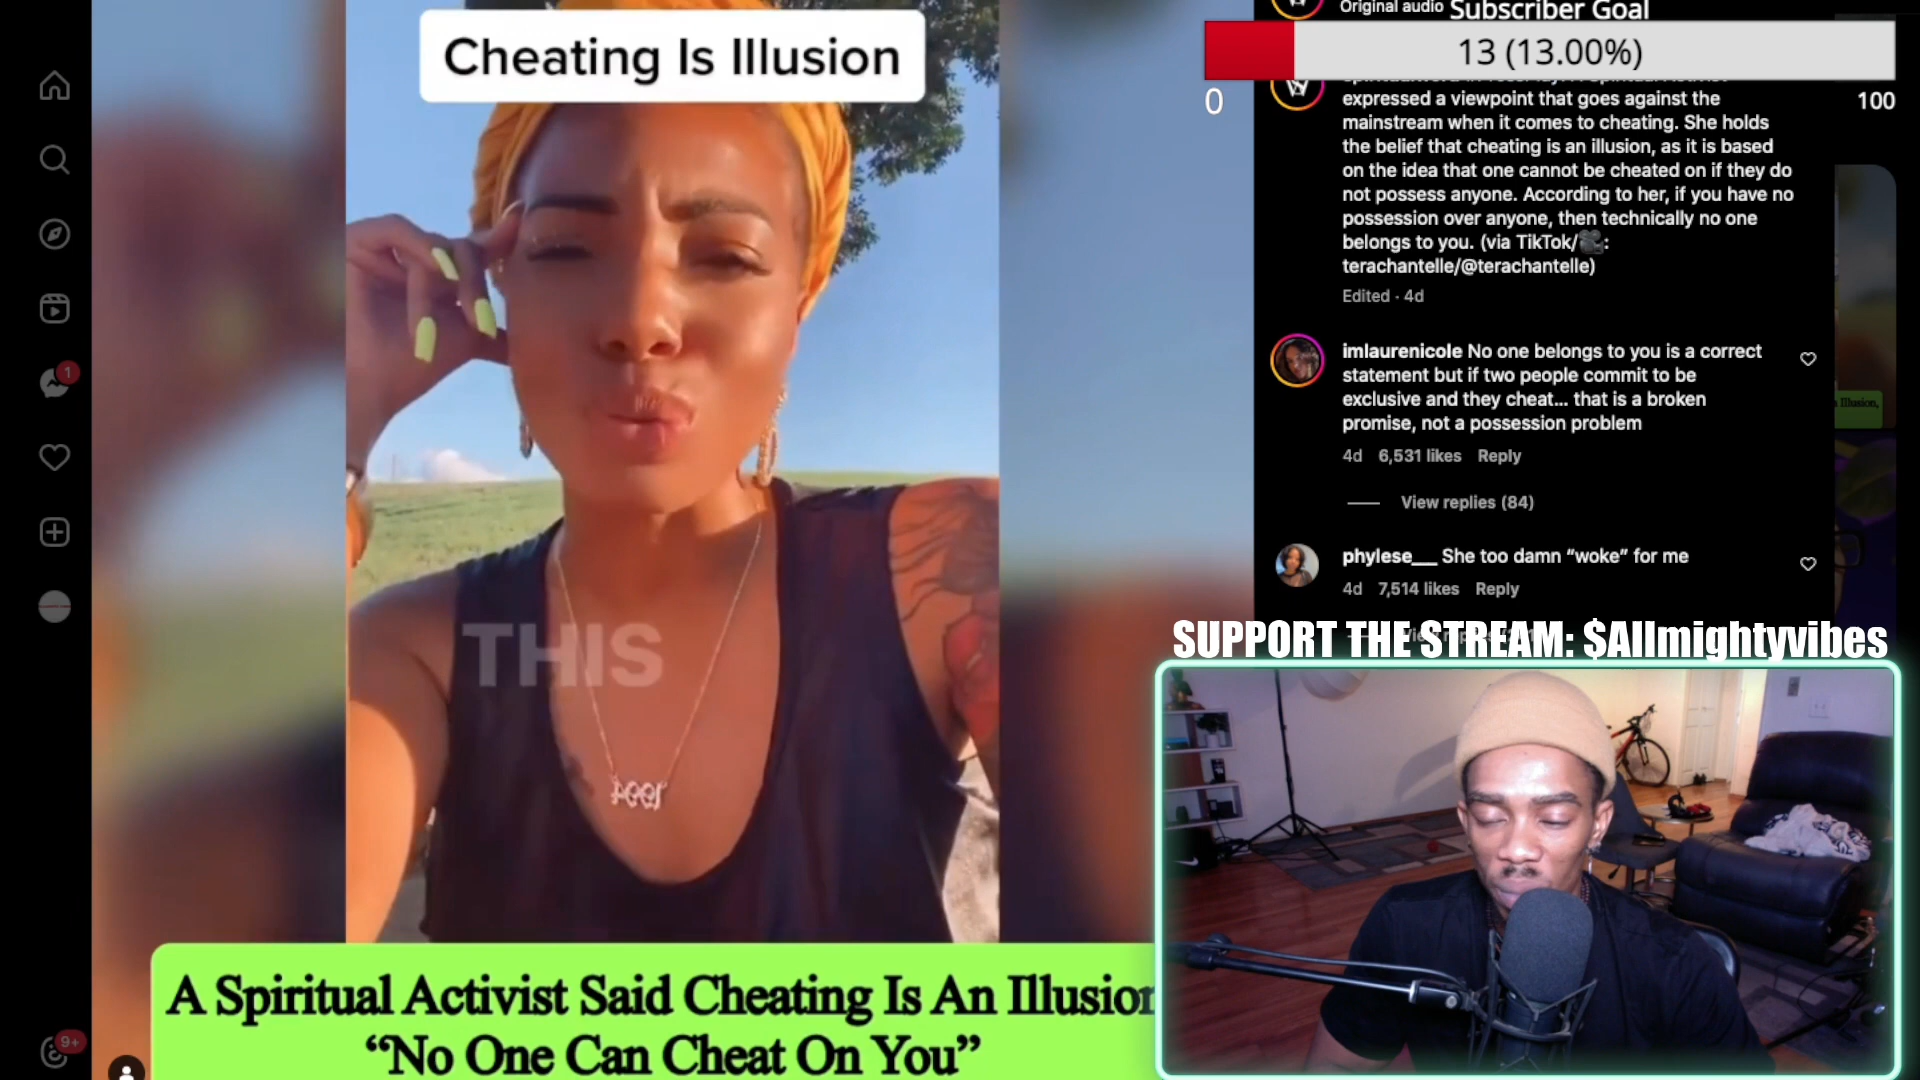 Cheating Is Illusion
THIS
A Spiritual Activist Said Cheating Is An Illusion
“No One Can Cheat On You”
1
9+
Original audio
Subscriber Goal
13 (13.00%)
0
100
expressed a viewpoint that goes against the
mainstream when it comes to cheating. She holds
the belief that cheating is an illusion, as it is based
on the idea that one cannot be cheated on if they do
not possess anyone. According to her, if you have no
possession over anyone, then technically no one
belongs to you. (via TikTok/🎥:
terachantelle/@terachantelle)
Edited · 4d
imlaurenicole No one belongs to you is a correct
statement but if two people commit to be
exclusive and they cheat... that is a broken
promise, not a possession problem
4d 6,531 likes Reply
View replies (84)
phylese__ She too damn “woke” for me
4d 7,514 likes Reply
Illusion,
SUPPORT THE STREAM: $Allmightyvibes